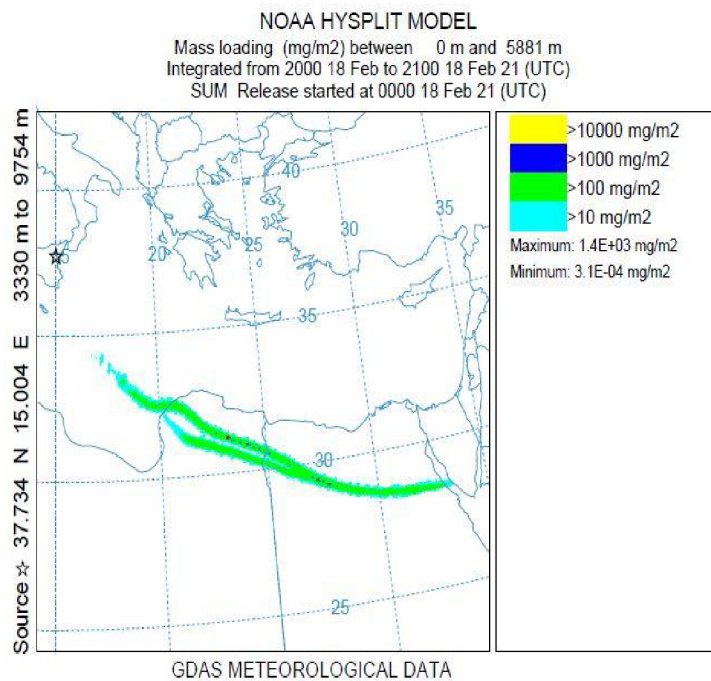 NOAA HYSPLIT MODEL
Mass loading (mg/m2) between 0 m and 5881 m
Integrated from 2000 18 Feb to 2100 18 Feb 21 (UTC)
SUM Release started at 0000 18 Feb 21 (UTC)
Source ☆ 37.734 N 15.004 E 3330 m to 9754 m
>10000 mg/m2
>1000 mg/m2
>100 mg/m2
>10 mg/m2
Maximum: 1.4E+03 mg/m2
Minimum: 3.1E-04 mg/m2
40
35
30
20
25
35
30
25
GDAS METEOROLOGICAL DATA